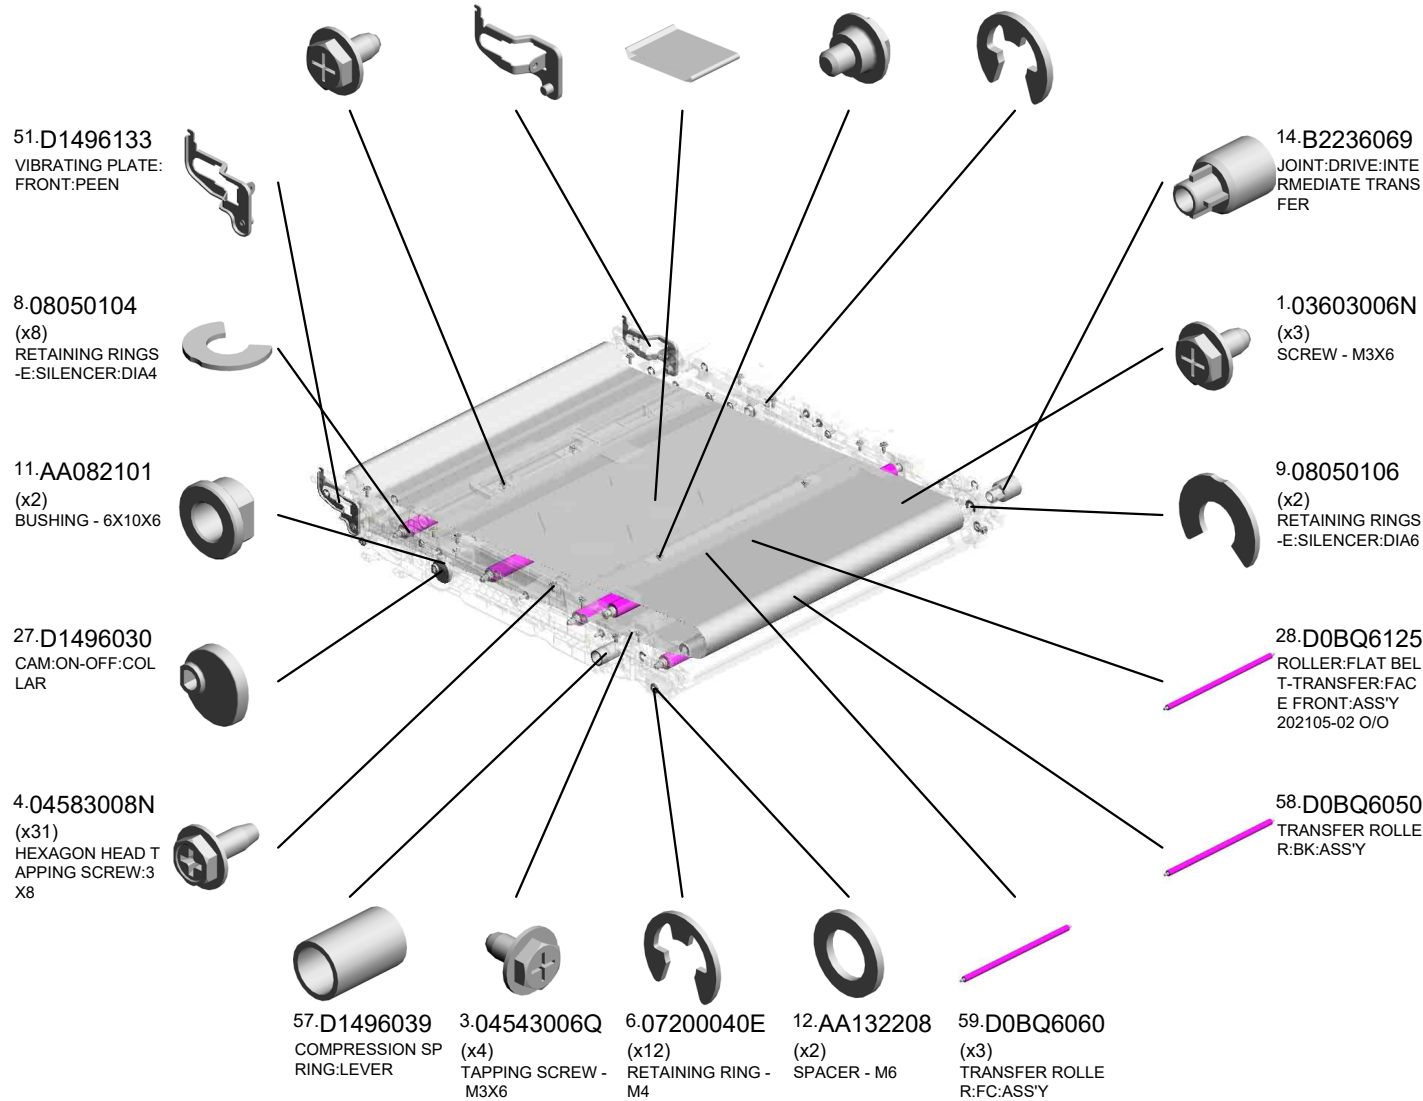 51.D1496133
VIBRATING PLATE:
FRONT:PEEN
8.08050104
(x8)
RETAINING RINGS
-E:SILENCER:DIA4
11.AA082101
(x2)
BUSHING - 6X10X6
27.D1496030
CAM:ON-OFF:COL
LAR
4.04583008N
(x31)
HEXAGON HEAD T
APPING SCREW:3
X8
14.B2236069
JOINT:DRIVE:INTE
RMEDIATE TRANS
FER
1.03603006N
(x3)
SCREW - M3X6
9.08050106
(x2)
RETAINING RINGS
-E:SILENCER:DIA6
28.D0BQ6125
ROLLER:FLAT BEL
T-TRANSFER:FAC
E FRONT:ASS'Y
202105-02 O/O
58.D0BQ6050
TRANSFER ROLLE
R:BK:ASS'Y
57.D1496039
COMPRESSION SP
RING:LEVER
3.04543006Q
(x4)
TAPPING SCREW -
M3X6
6.07200040E
(x12)
RETAINING RING -
M4
12.AA132208
(x2)
SPACER - M6
59.D0BQ6060
(x3)
TRANSFER ROLLE
R:FC:ASS'Y